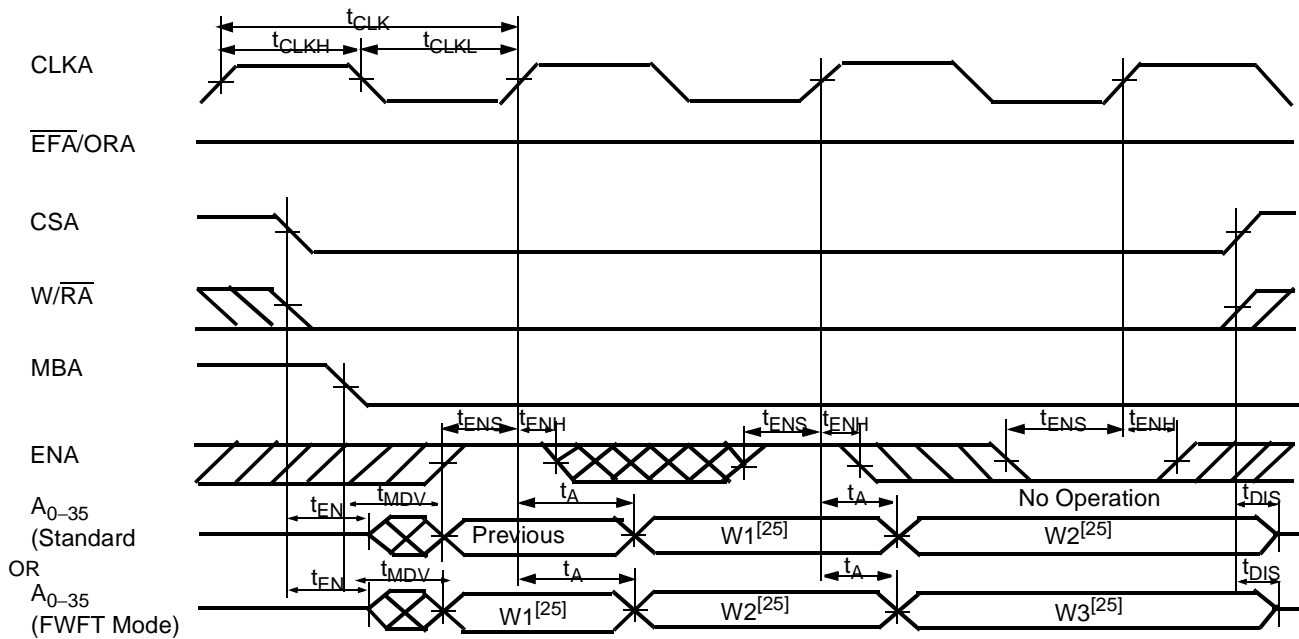 tCLK
tCLKH tCLKL
CLKA
EFA/ORA
CSA
W/RA
MBA
tENS tENH tENS tENH tENS tENH
ENA
tEN tMDV tA tA No Operation tDIS
A0–35
(Standard
Previous W1[25] W2[25]
OR
tEN tMDV tA tA tDIS
A0–35
(FWFT Mode)
W1[25] W2[25] W3[25]